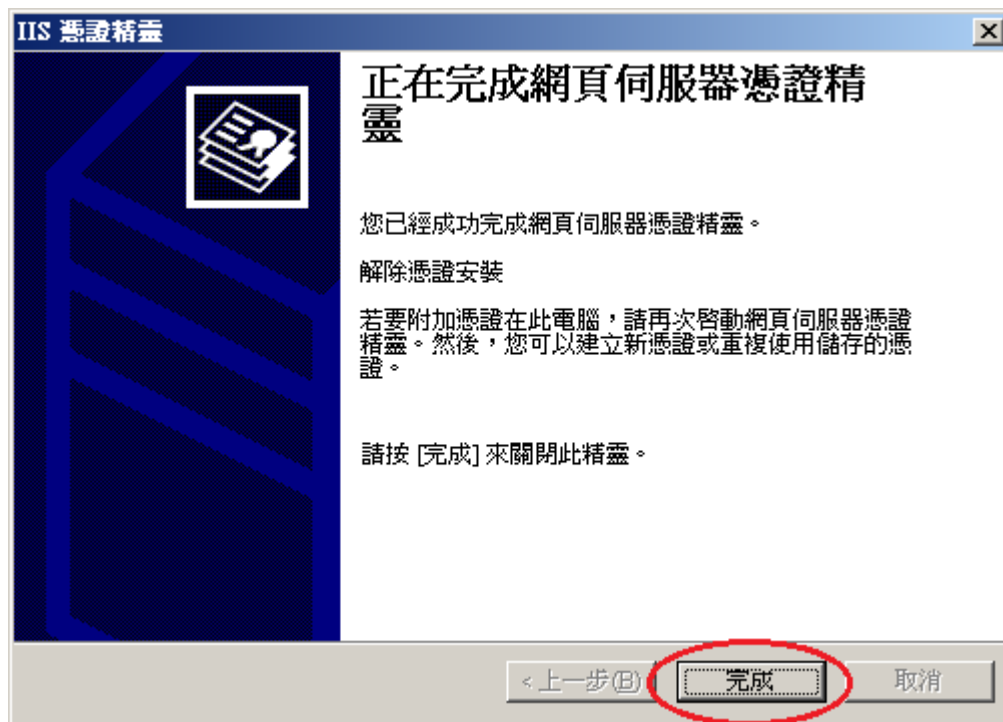 IIS 憑證精靈
正在完成網頁伺服器憑證精
靈
您已經成功完成網頁伺服器憑證精靈。
解除憑證安裝
若要附加憑證在此電腦，請再次啓動網頁伺服器憑證
精靈。然後，您可以建立新憑證或重複使用儲存的憑
證。
請按 [完成] 來關閉此精靈。
< 上一步(B) 完成 取消